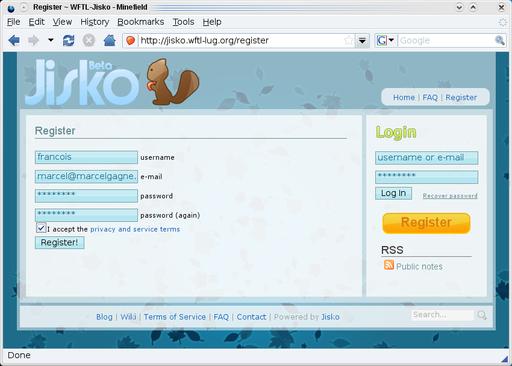 Register ~ WFTL-Jisko - Minefield
File Edit View History Bookmarks Tools Help
http://jisko.wftl-lug.org/register
G Google
Jisko Beta
Home | FAQ | Register
Register
francois username
marcel@marcelgagne. e-mail
******** password
******** password (again)
I accept the privacy and service terms
Register!
Login
username or e-mail
********
Log In Recover password
Register
RSS
Public notes
Blog | Wiki | Terms of Service | FAQ | Contact | Powered by Jisko
Search...
Done